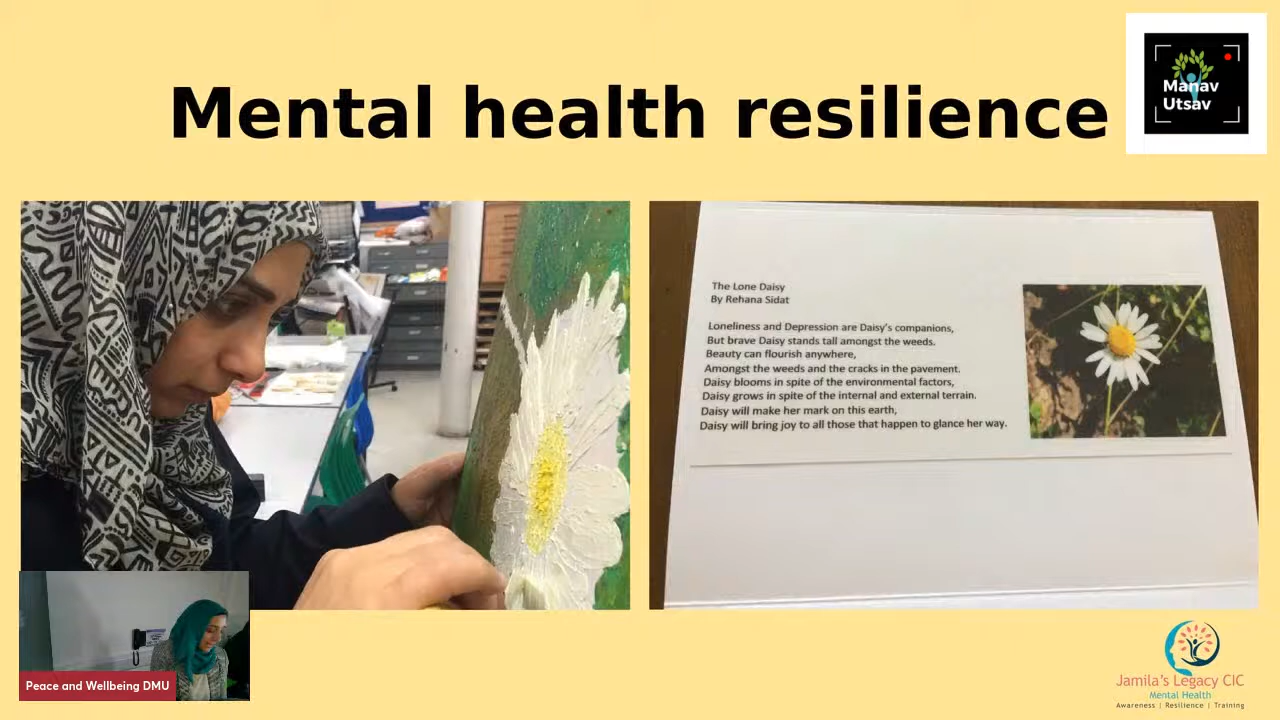 Mental health resilience
Manav
Utsav
The Lone Daisy
By Rehana Sidat
Loneliness and Depression are Daisy's companions,
But brave Daisy stands tall amongst the weeds.
Beauty can flourish anywhere,
Amongst the weeds and the cracks in the pavement.
Daisy blooms in spite of the environmental factors,
Daisy grows in spite of the internal and external terrain.
Daisy will make her mark on this earth,
Daisy will bring joy to all those that happen to glance her way.
Peace and Wellbeing DMU
Jamila's Legacy CIC
Mental Health
Awareness | Resilience | Training